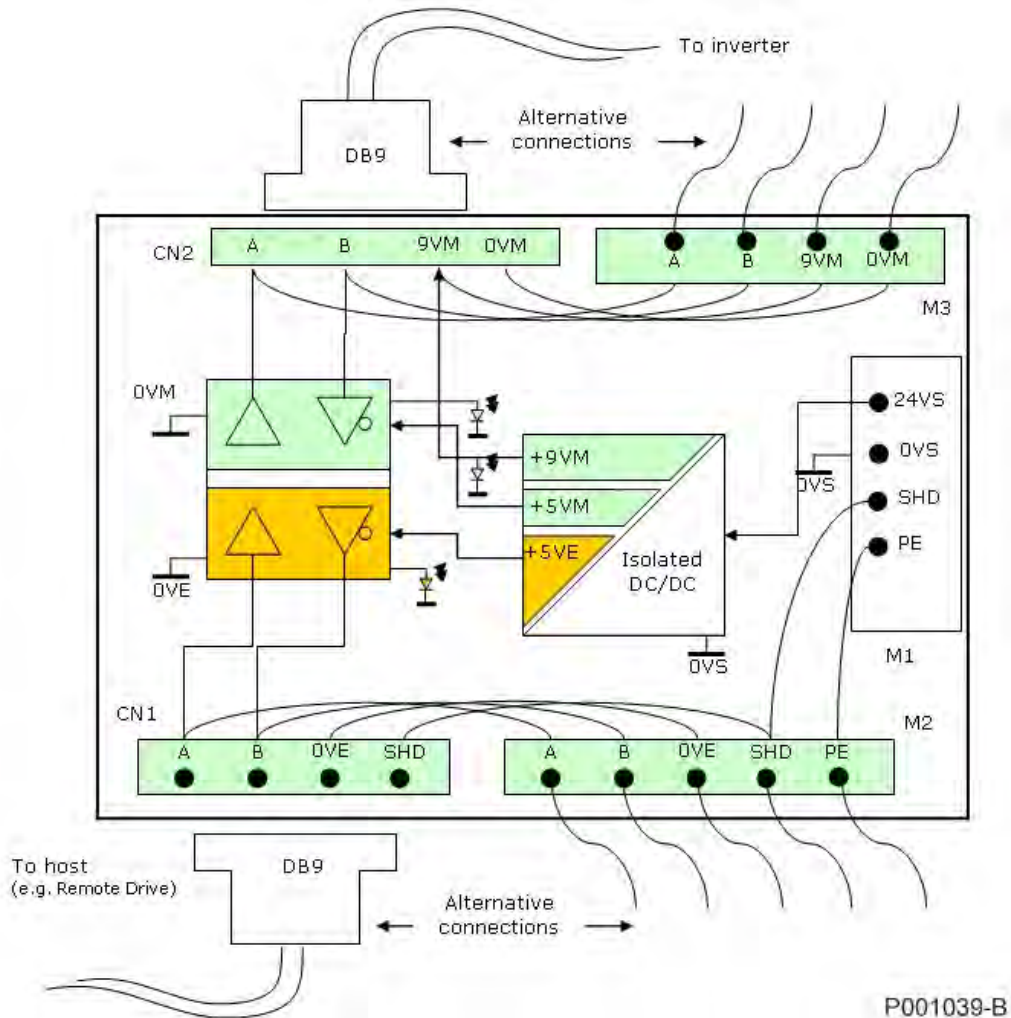 To inverter
Alternative
connections
DB9
CN2
A B 9VM 0VM
A B 9VM 0VM
M3
0VM
24VS
0VS
0VS
SHD
PE
+9VM
+5VM
+5VE
Isolated
DC/DC
0VE
0VS
M1
CN1
M2
A B 0VE SHD
A B 0VE SHD PE
To host
(e.g. Remote Drive)
DB9
Alternative
connections
P001039-B